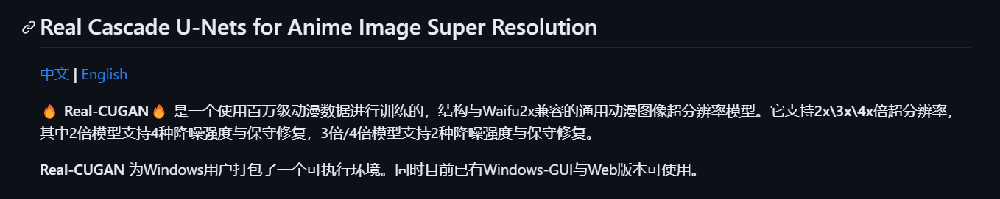 Real Cascade U-Nets for Anime Image Super Resolution
中文 | English
🔥 Real-CUGAN🔥 是一个使用百万级动漫数据进行训练的，结构与Waifu2x兼容的通用动漫图像超分辨率模型。它支持2x\3x\4x倍超分辨率，
其中2倍模型支持4种降噪强度与保守修复，3倍/4倍模型支持2种降噪强度与保守修复。
Real-CUGAN 为Windows用户打包了一个可执行环境。同时目前已有Windows-GUI与Web版本可使用。